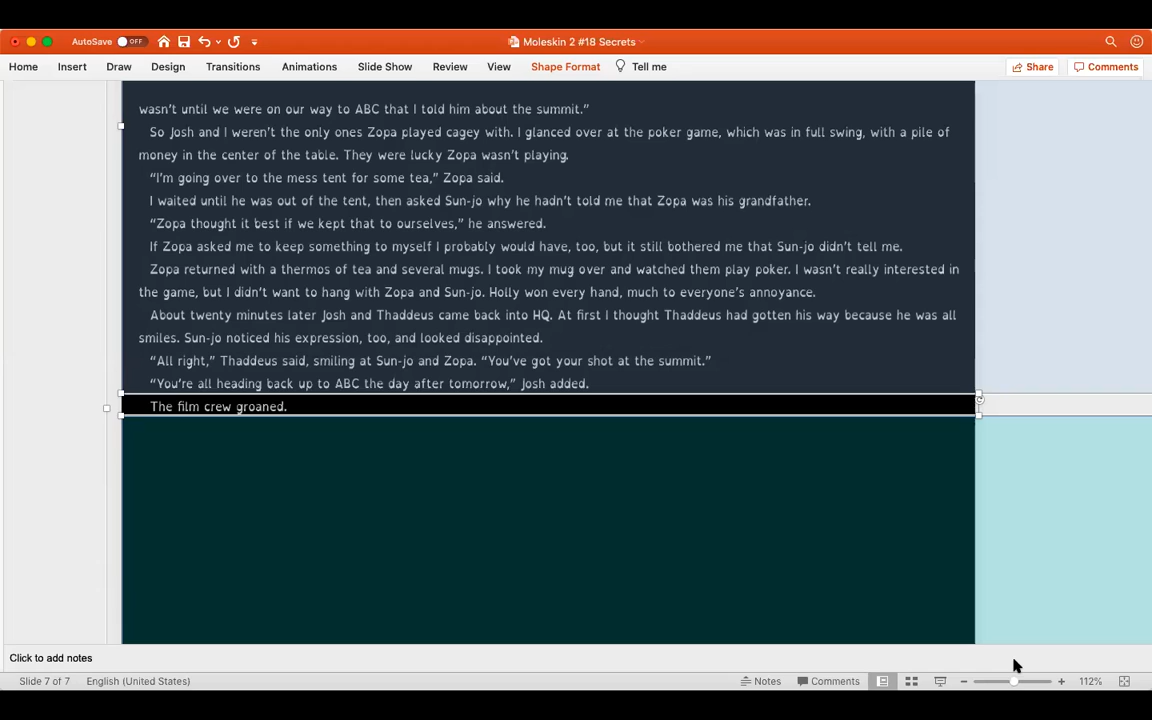 AutoSave OFF
Moleskin 2 #18 Secrets
Home Insert Draw Design Transitions Animations Slide Show Review View Shape Format Tell me Share Comments
wasn't until we were on our way to ABC that I told him about the summit."
So Josh and I weren't the only ones Zopa played cagey with. I glanced over at the poker game, which was in full swing, with a pile of
money in the center of the table. They were lucky Zopa wasn't playing.
"I'm going over to the mess tent for some tea," Zopa said.
I waited until he was out of the tent, then asked Sun-jo why he hadn't told me that Zopa was his grandfather.
"Zopa thought it best if we kept that to ourselves," he answered.
If Zopa asked me to keep something to myself I probably would have, too, but it still bothered me that Sun-jo didn't tell me.
Zopa returned with a thermos of tea and several mugs. I took my mug over and watched them play poker. I wasn't really interested in
the game, but I didn't want to hang with Zopa and Sun-jo. Holly won every hand, much to everyone's annoyance.
About twenty minutes later Josh and Thaddeus came back into HQ. At first I thought Thaddeus had gotten his way because he was all
smiles. Sun-jo noticed his expression, too, and looked disappointed.
"All right," Thaddeus said, smiling at Sun-jo and Zopa. "You've got your shot at the summit."
"You're all heading back up to ABC the day after tomorrow," Josh added.
The film crew groaned.
Click to add notes
Slide 7 of 7 English (United States) Notes Comments 112%